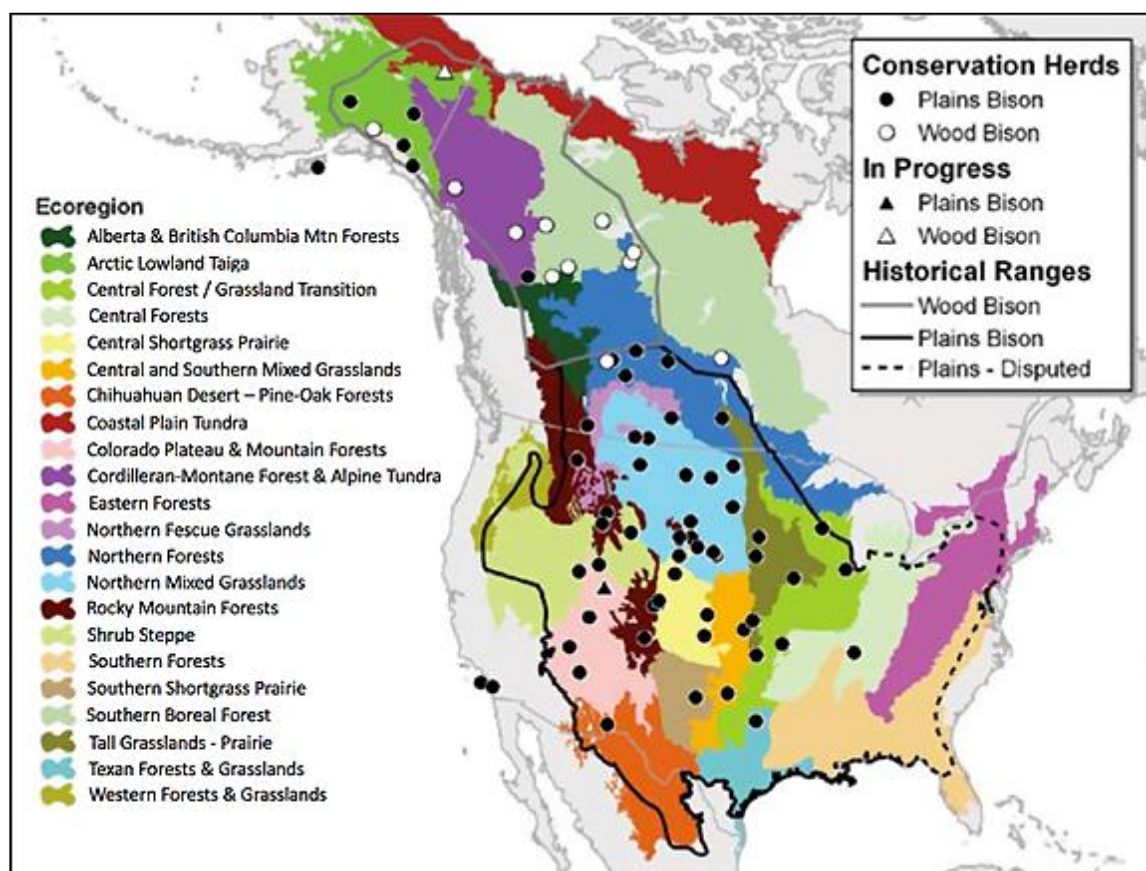 Conservation Herds
Plains Bison
Wood Bison
In Progress
Plains Bison
Wood Bison
Historical Ranges
Wood Bison
Plains Bison
Plains - Disputed
Ecoregion
Alberta & British Columbia Mtn Forests
Arctic Lowland Taiga
Central Forest / Grassland Transition
Central Forests
Central Shortgrass Prairie
Central and Southern Mixed Grasslands
Chihuahuan Desert – Pine-Oak Forests
Coastal Plain Tundra
Colorado Plateau & Mountain Forests
Cordilleran-Montane Forest & Alpine Tundra
Eastern Forests
Northern Fescue Grasslands
Northern Forests
Northern Mixed Grasslands
Rocky Mountain Forests
Shrub Steppe
Southern Forests
Southern Shortgrass Prairie
Southern Boreal Forest
Tall Grasslands - Prairie
Texan Forests & Grasslands
Western Forests & Grasslands